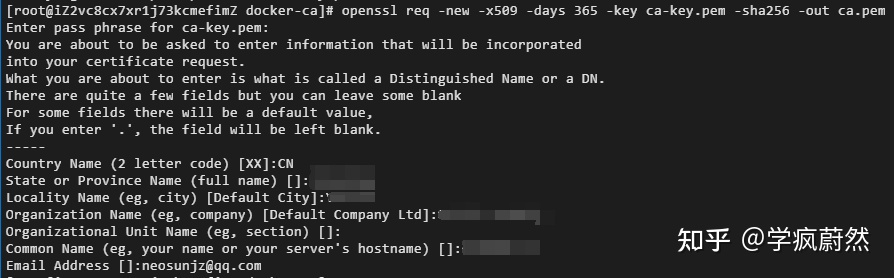 [root@iZ2vc8cx7xr1j73kcmefimZ docker-ca]# openssl req -new -x509 -days 365 -key ca-key.pem -sha256 -out ca.pem
Enter pass phrase for ca-key.pem:
You are about to be asked to enter information that will be incorporated
into your certificate request.
What you are about to enter is what is called a Distinguished Name or a DN.
There are quite a few fields but you can leave some blank
For some fields there will be a default value,
If you enter '.', the field will be left blank.
-----
Country Name (2 letter code) [XX]:CN
State or Province Name (full name) []:
Locality Name (eg, city) [Default City]:
Organization Name (eg, company) [Default Company Ltd]:
Organizational Unit Name (eg, section) []:
Common Name (eg, your name or your server's hostname) []:
Email Address []:neosunjz@qq.com
知乎 @学疯蔚然